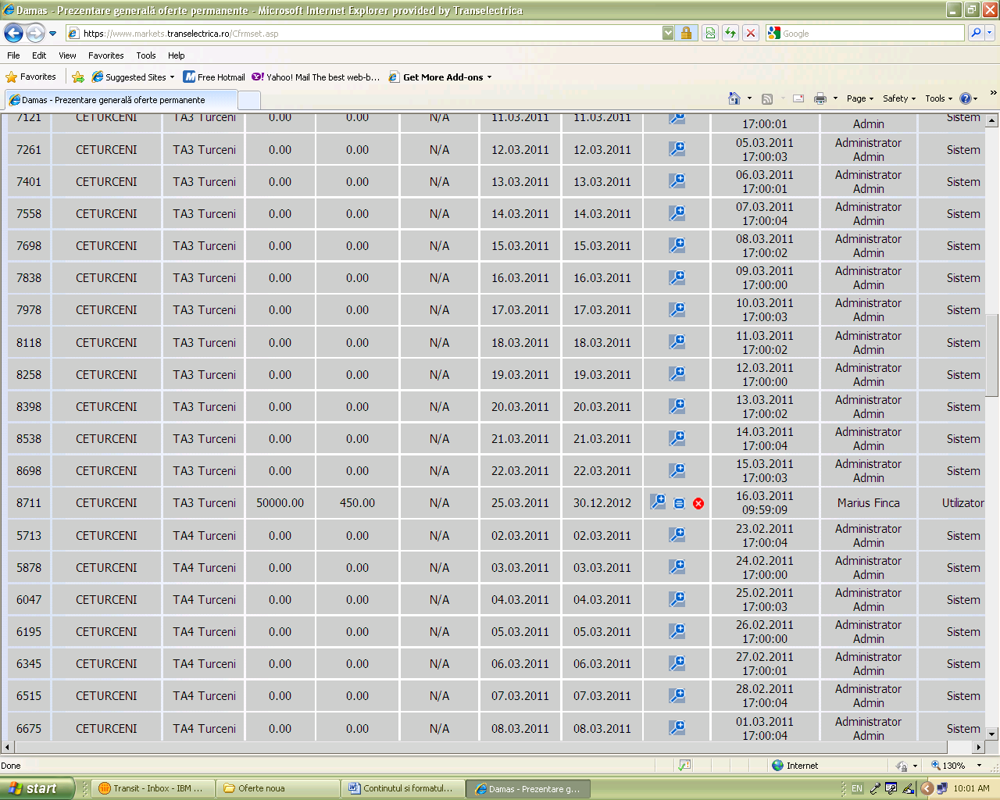 Damas - Prezentare generală oferte permanente - Microsoft Internet Explorer provided by Transelectrica
https://www.markets.transelectrica.ro/Cfrmset.asp
Google
File Edit View Favorites Tools Help
Favorites Suggested Sites Free Hotmail Yahoo! Mail The best web-b... Get More Add-ons
Damas - Prezentare generală oferte permanente
Page Safety Tools
7121 CETURCENI TA3 Turceni 0.00 0.00 N/A 11.03.2011 11.03.2011 17:00:01 Admin Sistem
7261 CETURCENI TA3 Turceni 0.00 0.00 N/A 12.03.2011 12.03.2011 05.03.2011 17:00:03 Administrator Admin Sistem
7401 CETURCENI TA3 Turceni 0.00 0.00 N/A 13.03.2011 13.03.2011 06.03.2011 17:00:01 Administrator Admin Sistem
7558 CETURCENI TA3 Turceni 0.00 0.00 N/A 14.03.2011 14.03.2011 07.03.2011 17:00:04 Administrator Admin Sistem
7698 CETURCENI TA3 Turceni 0.00 0.00 N/A 15.03.2011 15.03.2011 08.03.2011 17:00:02 Administrator Admin Sistem
7838 CETURCENI TA3 Turceni 0.00 0.00 N/A 16.03.2011 16.03.2011 09.03.2011 17:00:00 Administrator Admin Sistem
7978 CETURCENI TA3 Turceni 0.00 0.00 N/A 17.03.2011 17.03.2011 10.03.2011 17:00:03 Administrator Admin Sistem
8118 CETURCENI TA3 Turceni 0.00 0.00 N/A 18.03.2011 18.03.2011 11.03.2011 17:00:02 Administrator Admin Sistem
8258 CETURCENI TA3 Turceni 0.00 0.00 N/A 19.03.2011 19.03.2011 12.03.2011 17:00:00 Administrator Admin Sistem
8398 CETURCENI TA3 Turceni 0.00 0.00 N/A 20.03.2011 20.03.2011 13.03.2011 17:00:02 Administrator Admin Sistem
8538 CETURCENI TA3 Turceni 0.00 0.00 N/A 21.03.2011 21.03.2011 14.03.2011 17:00:04 Administrator Admin Sistem
8698 CETURCENI TA3 Turceni 0.00 0.00 N/A 22.03.2011 22.03.2011 15.03.2011 17:00:03 Administrator Admin Sistem
8711 CETURCENI TA3 Turceni 50000.00 450.00 N/A 25.03.2011 30.12.2012 16.03.2011 09:59:09 Marius Finca Utilizator
5713 CETURCENI TA4 Turceni 0.00 0.00 N/A 02.03.2011 02.03.2011 23.02.2011 17:00:04 Administrator Admin Sistem
5878 CETURCENI TA4 Turceni 0.00 0.00 N/A 03.03.2011 03.03.2011 24.02.2011 17:00:00 Administrator Admin Sistem
6047 CETURCENI TA4 Turceni 0.00 0.00 N/A 04.03.2011 04.03.2011 25.02.2011 17:00:03 Administrator Admin Sistem
6195 CETURCENI TA4 Turceni 0.00 0.00 N/A 05.03.2011 05.03.2011 26.02.2011 17:00:00 Administrator Admin Sistem
6345 CETURCENI TA4 Turceni 0.00 0.00 N/A 06.03.2011 06.03.2011 27.02.2011 17:00:01 Administrator Admin Sistem
6515 CETURCENI TA4 Turceni 0.00 0.00 N/A 07.03.2011 07.03.2011 28.02.2011 17:00:04 Administrator Admin Sistem
6675 CETURCENI TA4 Turceni 0.00 0.00 N/A 08.03.2011 08.03.2011 01.03.2011 17:00:04 Administrator Admin Sistem
Done Internet 130%
start Transit - Inbox - IBM ... Oferte noua Continutul si formatul... Damas - Prezentare g... EN 10:01 AM